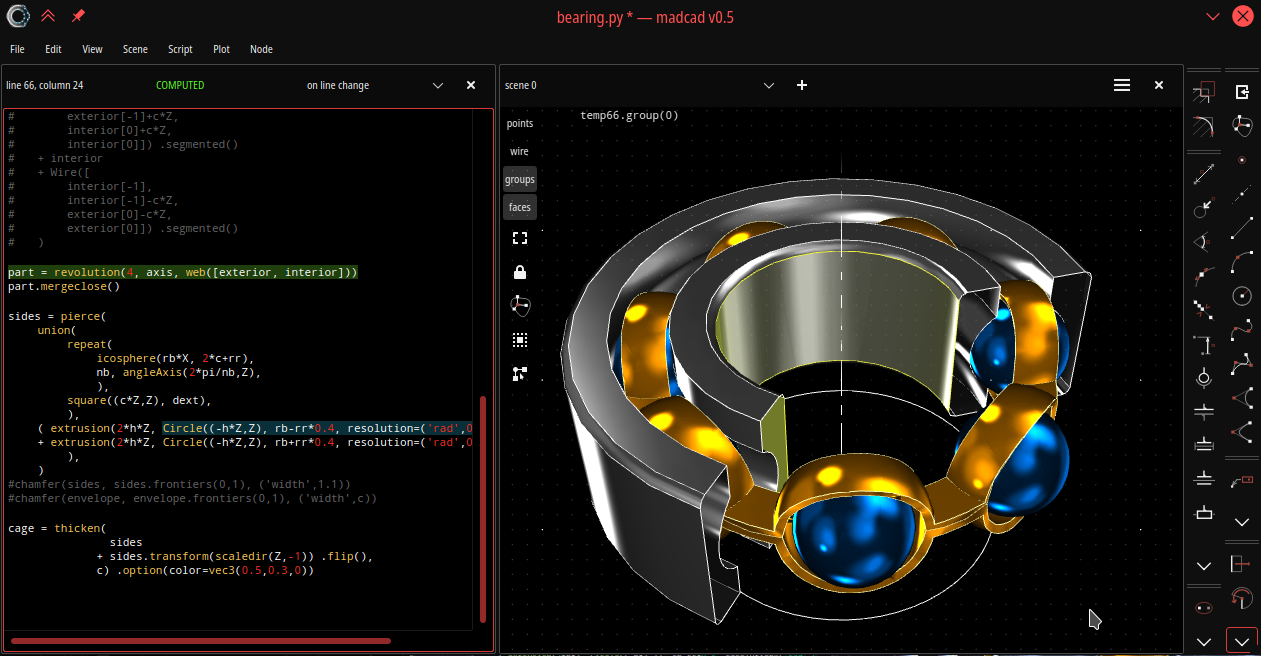 bearing.py * — madcad v0.5
File Edit View Scene Script Plot Node
line 66, column 24 COMPUTED on line change
scene 0
# exterior[-1]+c*Z,
# interior[0]+c*Z,
# interior[0]]) .segmented()
# + interior
# + Wire([
# interior[-1],
# interior[-1]-c*Z,
# exterior[0]-c*Z,
# exterior[0]]) .segmented()
# )
part = revolution(4, axis, web([exterior, interior]))
part.mergeclose()
sides = pierce(
union(
repeat(
icosphere(rb*X, 2*c+rr),
nb, angleAxis(2*pi/nb,Z),
),
square((c*Z,Z), dext),
),
( extrusion(2*h*Z, Circle((-h*Z,Z), rb-rr*0.4, resolution=('rad',0
+ extrusion(2*h*Z, Circle((-h*Z,Z), rb+rr*0.4, resolution=('rad',0
),
)
#chamfer(sides, sides.frontiers(0,1), ('width',1.1))
#chamfer(envelope, envelope.frontiers(0,1), ('width',c))
cage = thicken(
sides
+ sides.transform(scaledir(Z,-1)) .flip(),
c) .option(color=vec3(0.5,0.3,0))
temp66.group(0)
points
wire
groups
faces